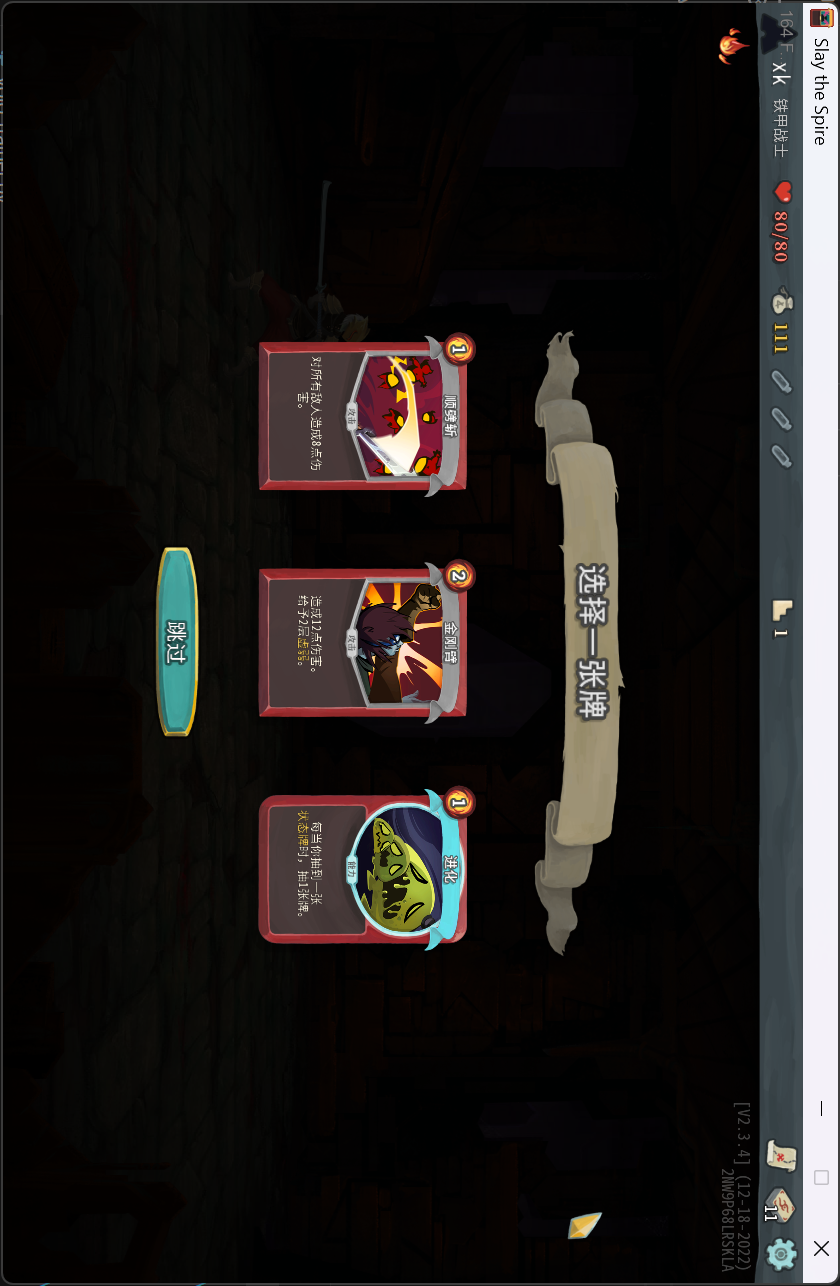 Slay the Spire
164 F
xk 铁甲战士 80/80 111 1 11
[V2.3.4] (12-18-2022)
2NW9P68LRSKLA
选择一张牌
1
顺劈斩
攻击
对所有敌人造成8点伤
害。
2
金刚臂
攻击
造成12点伤害。
给予2层虚弱。
1
进化
能力
每当你抽到一张
状态牌时，抽1张牌。
跳过